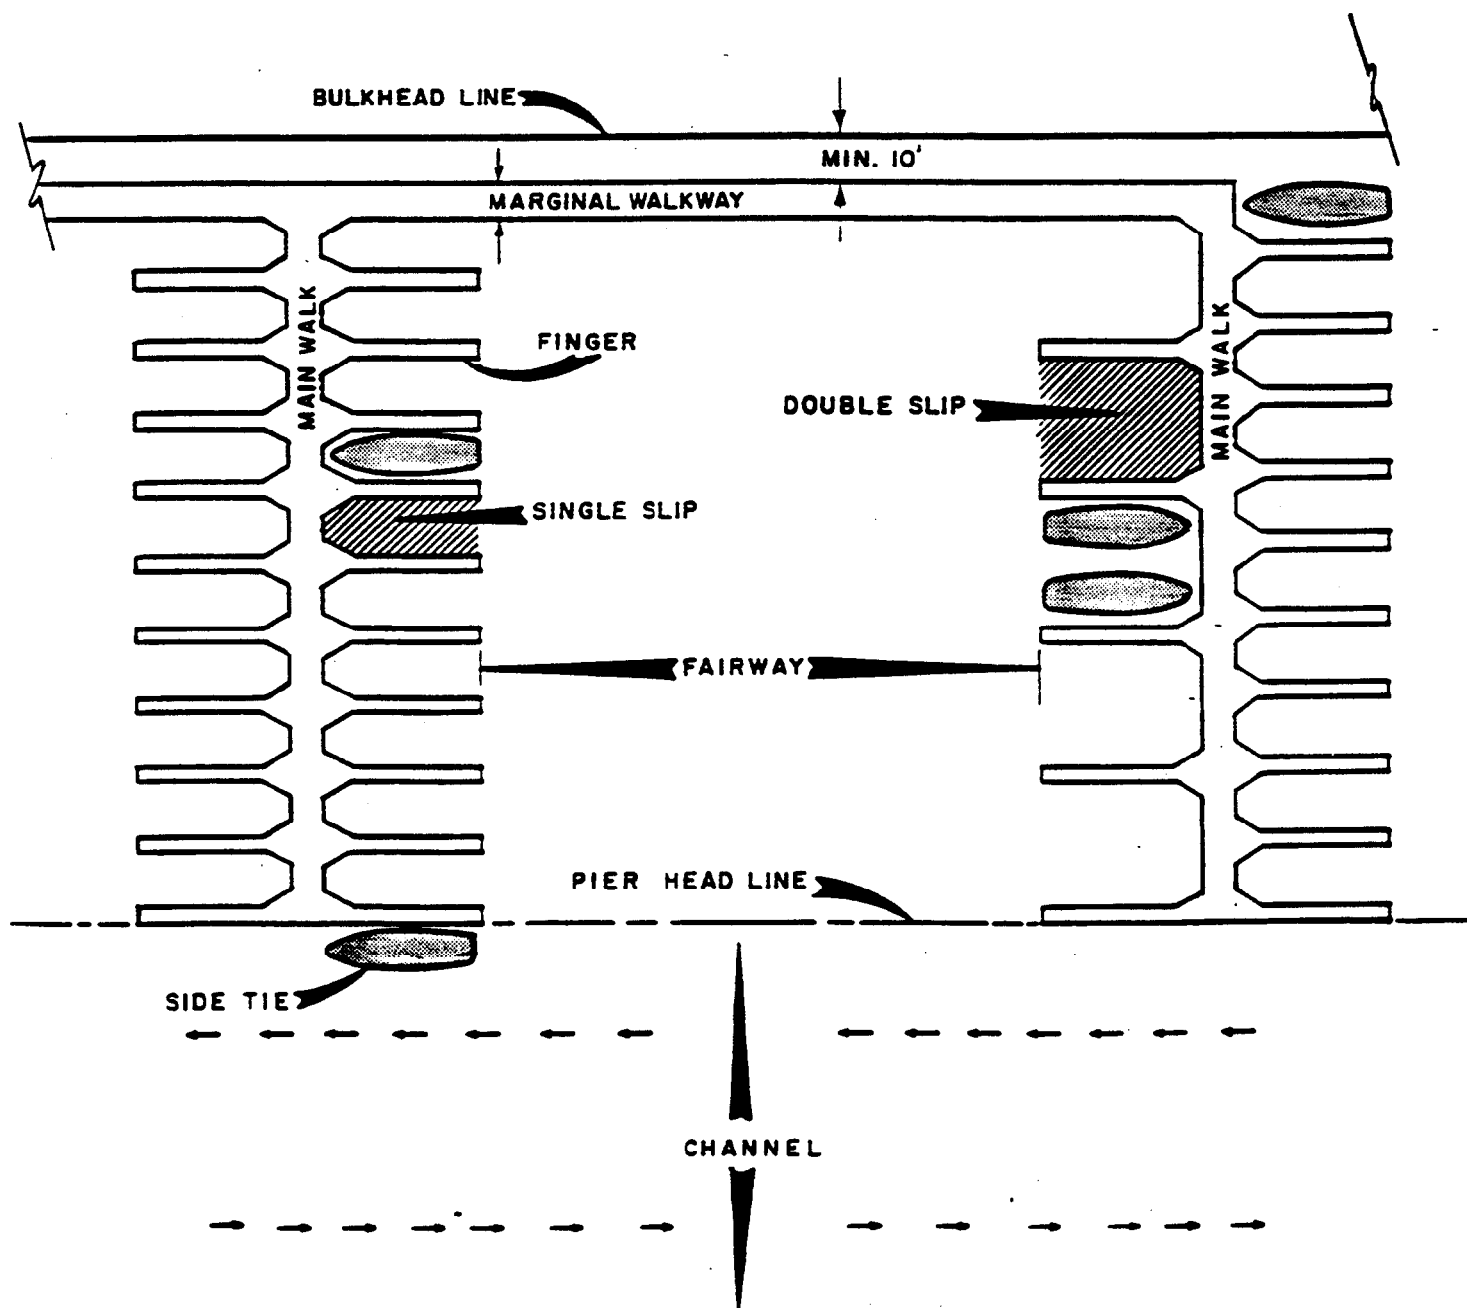 BULKHEAD LINE
MIN. 10'
MARGINAL WALKWAY
MAIN WALK
FINGER
MAIN WALK
DOUBLE SLIP
SINGLE SLIP
FAIRWAY
PIER HEAD LINE
SIDE TIE
CHANNEL